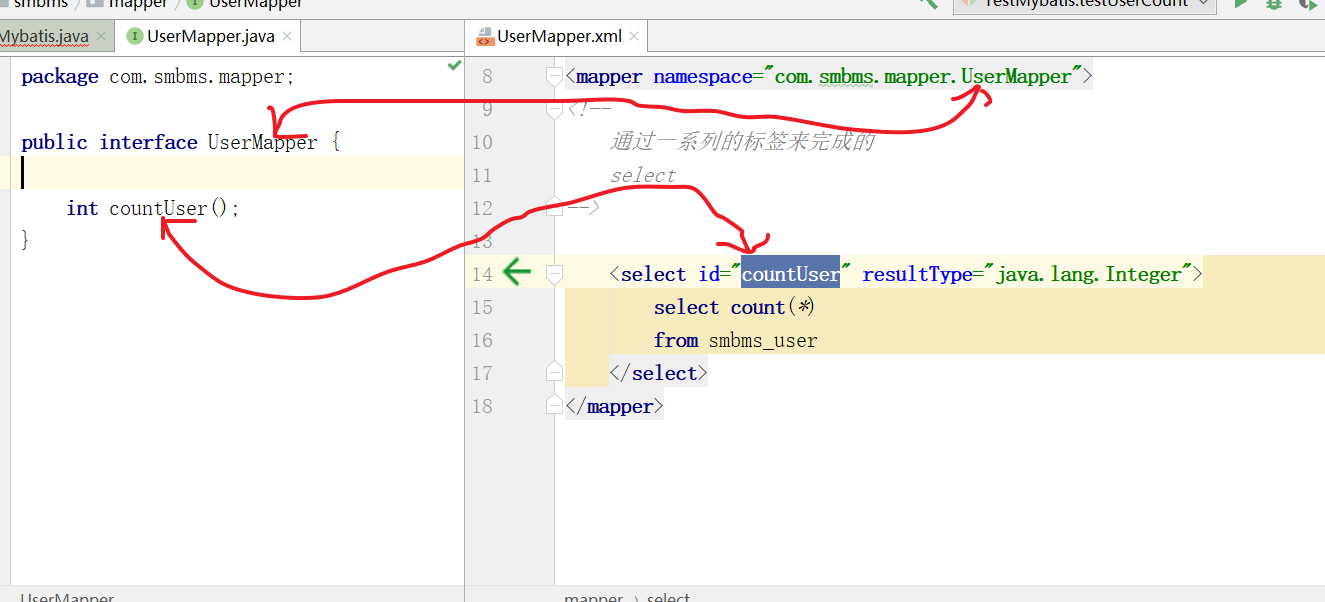 smbms mapper UserMapper
TestMybatis.testUserCount
Mybatis.java UserMapper.java
UserMapper.xml
package com.smbms.mapper;
public interface UserMapper {
int countUser();
}
8 <mapper namespace="com.smbms.mapper.UserMapper">
9 <!--
10 通过一系列的标签来完成的
11 select
12 -->
13
14 <select id="countUser" resultType="java.lang.Integer">
15 select count(*)
16 from smbms_user
17 </select>
18 </mapper>
UserMapper
mapper › select